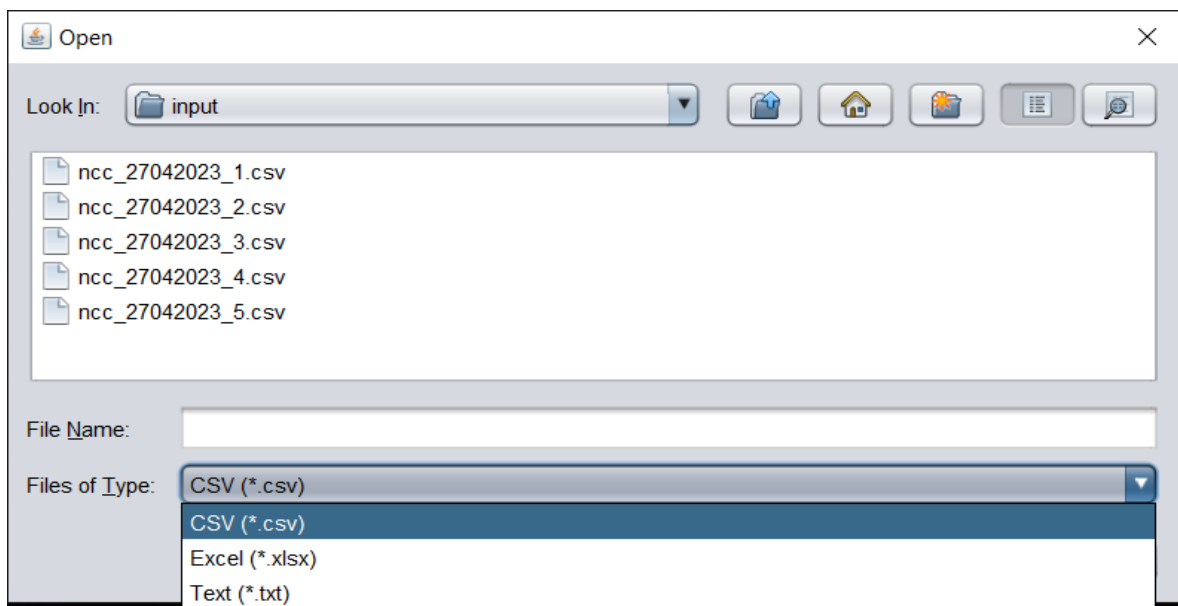 Open
Look In: input
ncc_27042023_1.csv
ncc_27042023_2.csv
ncc_27042023_3.csv
ncc_27042023_4.csv
ncc_27042023_5.csv
File Name:
Files of Type: CSV (*.csv)
CSV (*.csv)
Excel (*.xlsx)
Text (*.txt)